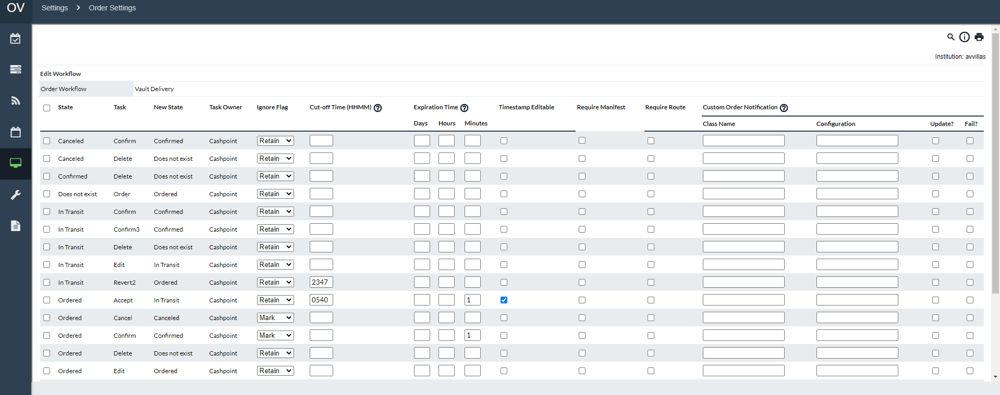 OV Settings > Order Settings
Institution: avvillas
Edit Workflow
Order Workflow Vault Delivery
State Task New State Task Owner Ignore Flag Cut-off Time (HHMM) ? Expiration Time ? Timestamp Editable Require Manifest Require Route Custom Order Notification ?
Days Hours Minutes Class Name Configuration Update? Fail?
Canceled Confirm Confirmed Cashpoint Retain
Canceled Delete Does not exist Cashpoint Retain
Confirmed Delete Does not exist Cashpoint Retain
Does not exist Order Ordered Cashpoint Retain
In Transit Confirm Confirmed Cashpoint Retain
In Transit Confirm3 Confirmed Cashpoint Retain
In Transit Delete Does not exist Cashpoint Retain
In Transit Edit In Transit Cashpoint Retain
In Transit Revert2 Ordered Cashpoint Retain 2347
Ordered Accept In Transit Cashpoint Retain 0540 1
Ordered Cancel Canceled Cashpoint Mark
Ordered Confirm Confirmed Cashpoint Mark 1
Ordered Delete Does not exist Cashpoint Retain
Ordered Edit Ordered Cashpoint Retain